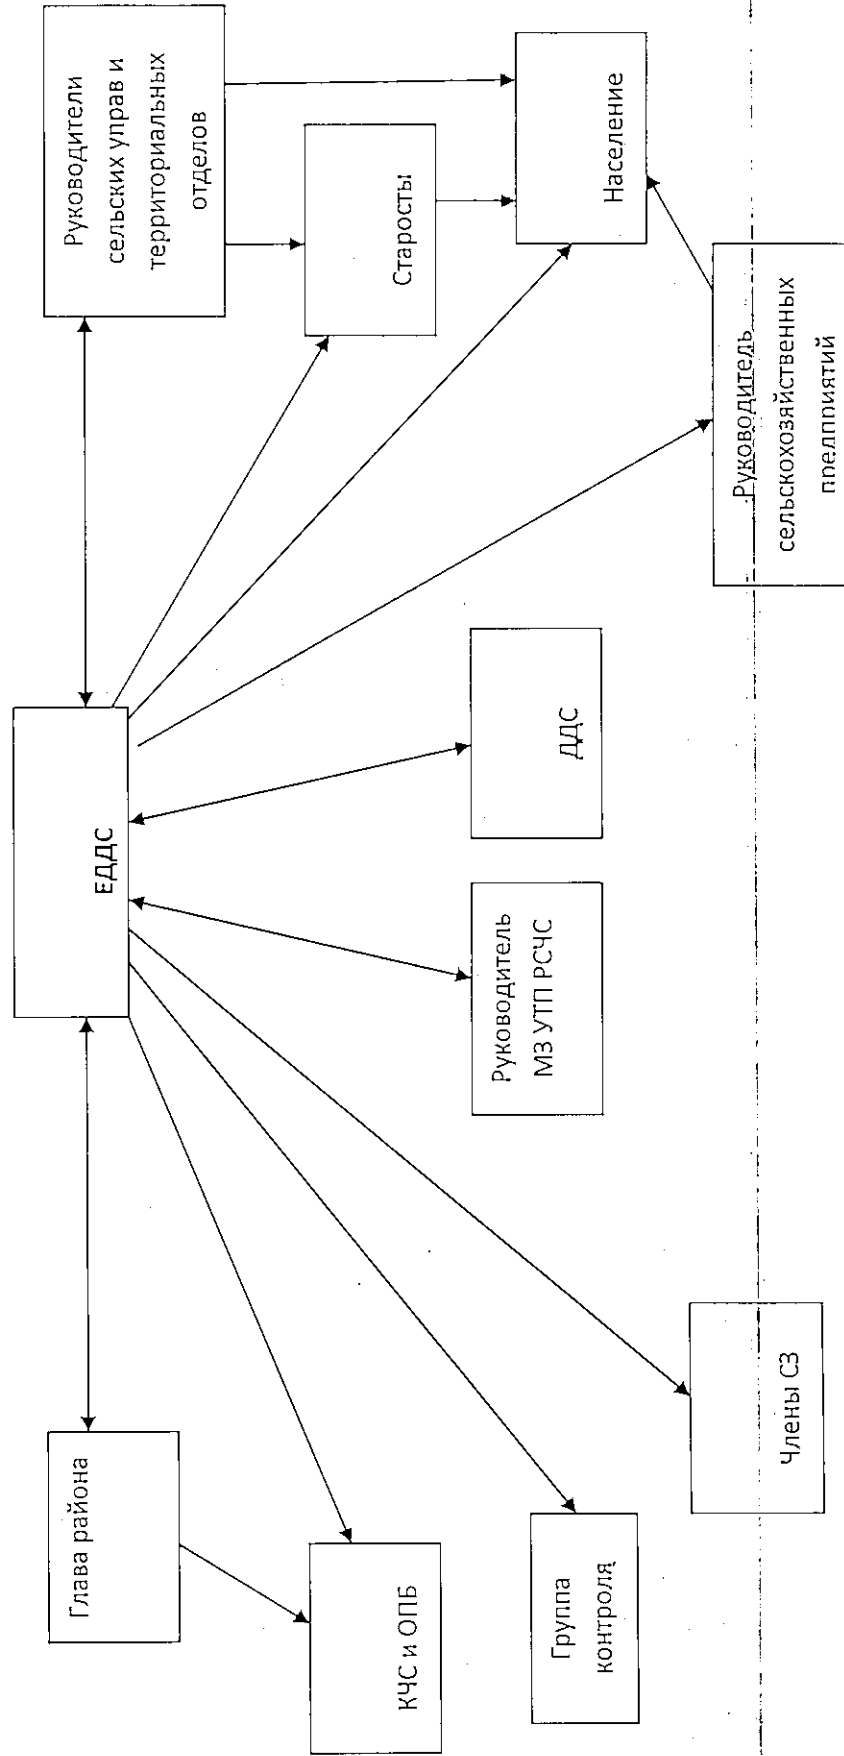 ЕДДС
Глава района
Руководители
сельских управ и
территориальных
отделов
КЧС и ОПБ
Старосты
Группа
контроля
Руководитель
МЗ УТП РСЧС
ДДС
Население
Члены СЗ
Руководитель
сельскохозяйственных
предприятий